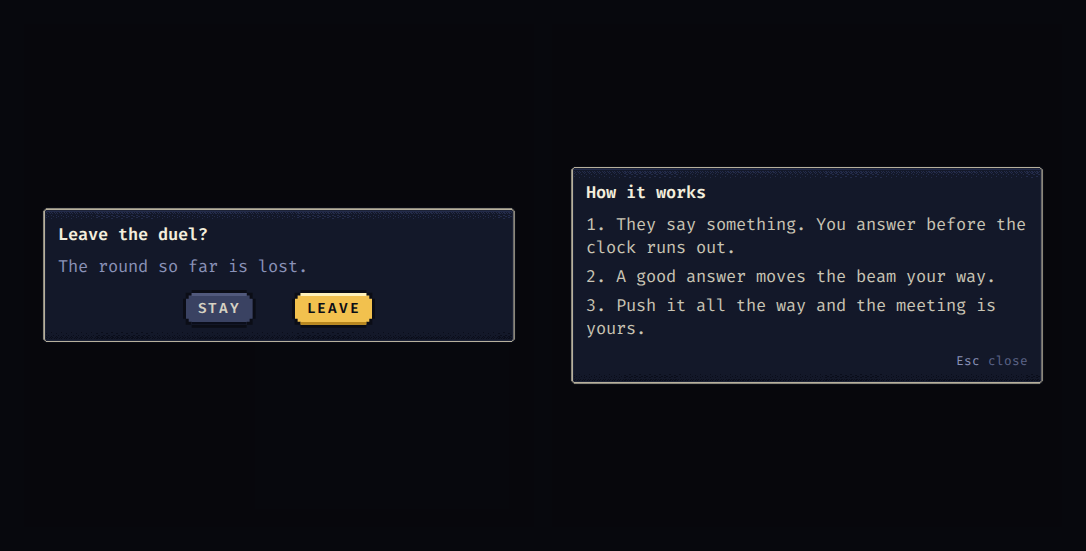 Leave the duel?
The round so far is lost.
STAY
LEAVE
How it works
1. They say something. You answer before the
clock runs out.
2. A good answer moves the beam your way.
3. Push it all the way and the meeting is
yours.
Esc close